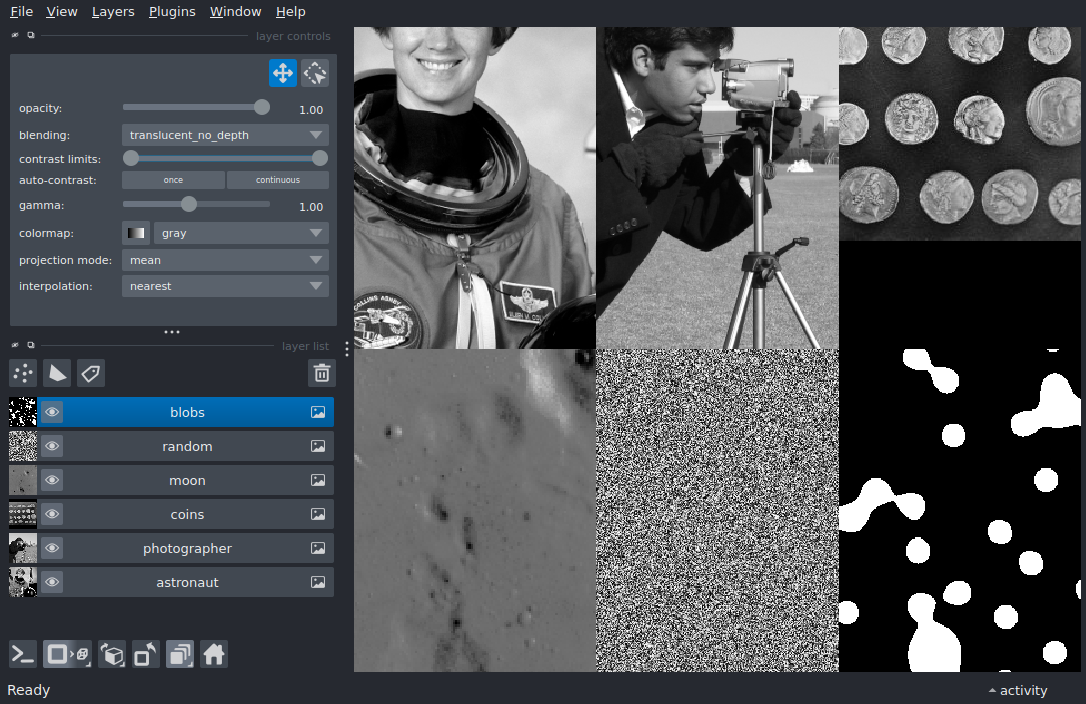 File View Layers Plugins Window Help
layer controls
opacity: 1.00
blending: translucent_no_depth
contrast limits:
auto-contrast: once continuous
gamma: 1.00
colormap: gray
projection mode: mean
interpolation: nearest
layer list
blobs
random
moon
coins
photographer
astronaut
Ready
activity